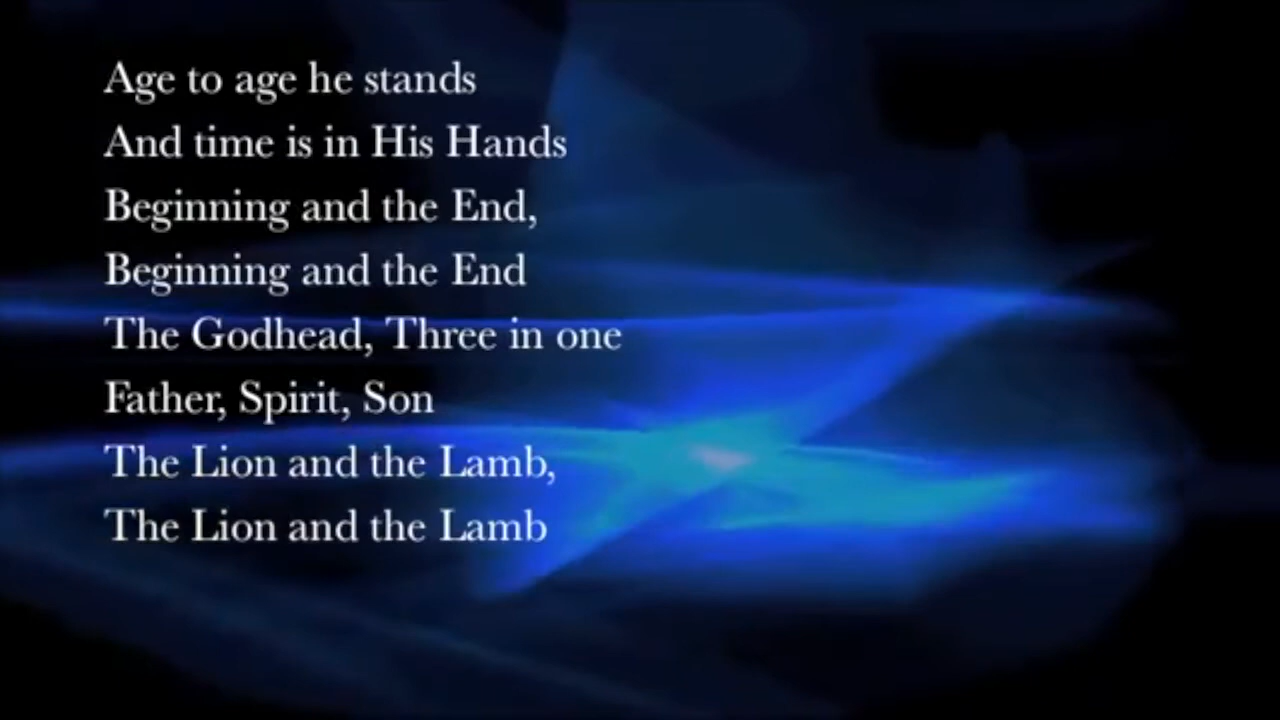 Age to age he stands
And time is in His Hands
Beginning and the End,
Beginning and the End
The Godhead, Three in one
Father, Spirit, Son
The Lion and the Lamb,
The Lion and the Lamb